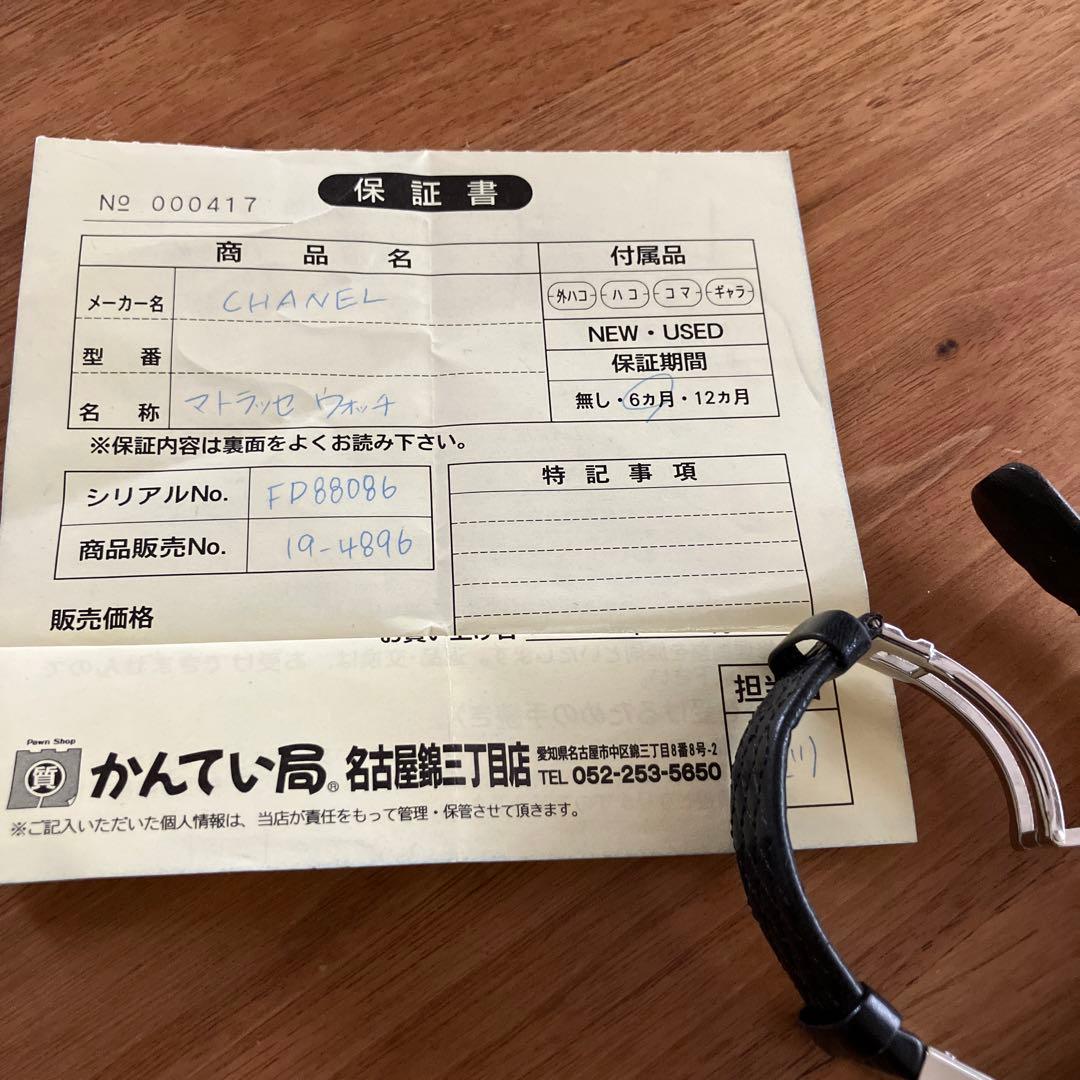 保証書
No 000417
商品名 付属品
メーカー名 CHANEL 外ハコ ハコ コマ ギャラ
NEW・USED
型番 保証期間
名称 マトラッセ ウォッチ 無し・6ヵ月・12ヵ月
※保証内容は裏面をよくお読み下さい。
シリアルNo. FD88086 特記事項
商品販売No. 19-4896
販売価格
担当
Pawn Shop
質 かんてい局® 名古屋錦三丁目店 愛知県名古屋市中区錦三丁目8番8号-2
TEL 052-253-5650
※ご記入いただいた個人情報は、当店が責任をもって管理・保管させて頂きます。